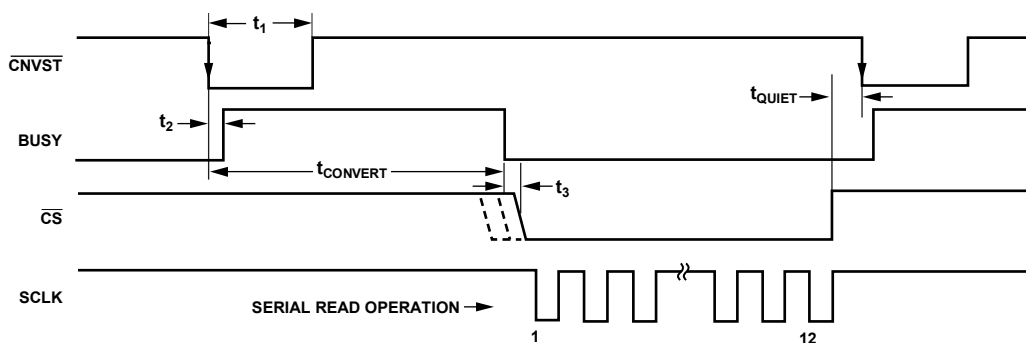 t1
CNVST
tQUIET
t2
BUSY
tCONVERT
t3
CS
SCLK
SERIAL READ OPERATION
1
12